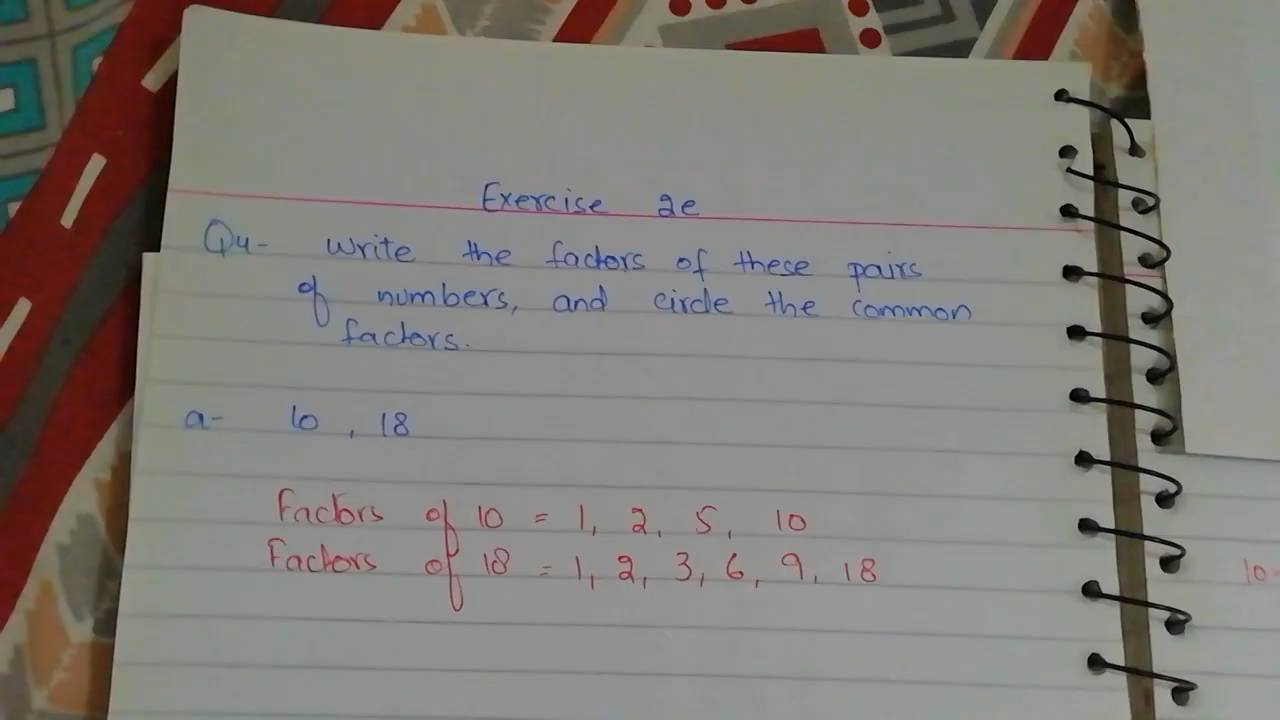 Exercise 2e
Q4- Write the factors of these pairs
of numbers, and circle the common
factors.
a- 10, 18
Factors of 10 = 1, 2, 5, 10
Factors of 18 = 1, 2, 3, 6, 9, 18
10-